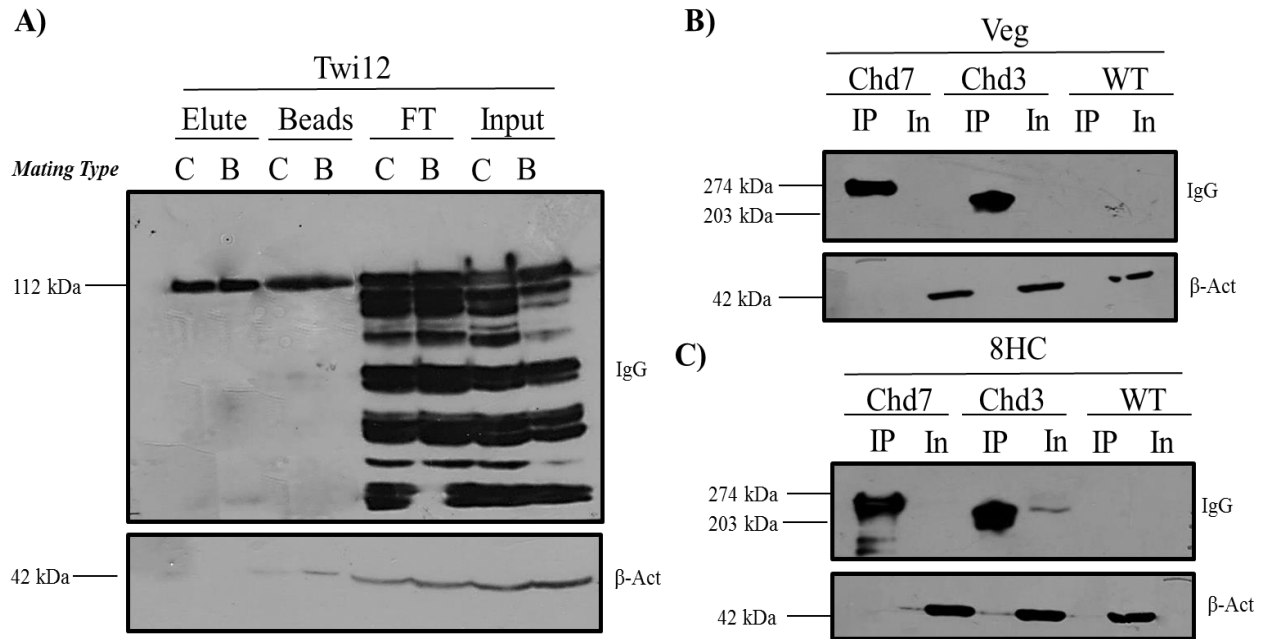 A)
Twi12
Elute Beads FT Input
Mating Type C B C B C B C B
112 kDa
IgG
42 kDa
β-Act
B)
Veg
Chd7 Chd3 WT
IP In IP In IP In
274 kDa
203 kDa
IgG
42 kDa
β-Act
C)
8HC
Chd7 Chd3 WT
IP In IP In IP In
274 kDa
203 kDa
IgG
42 kDa
β-Act